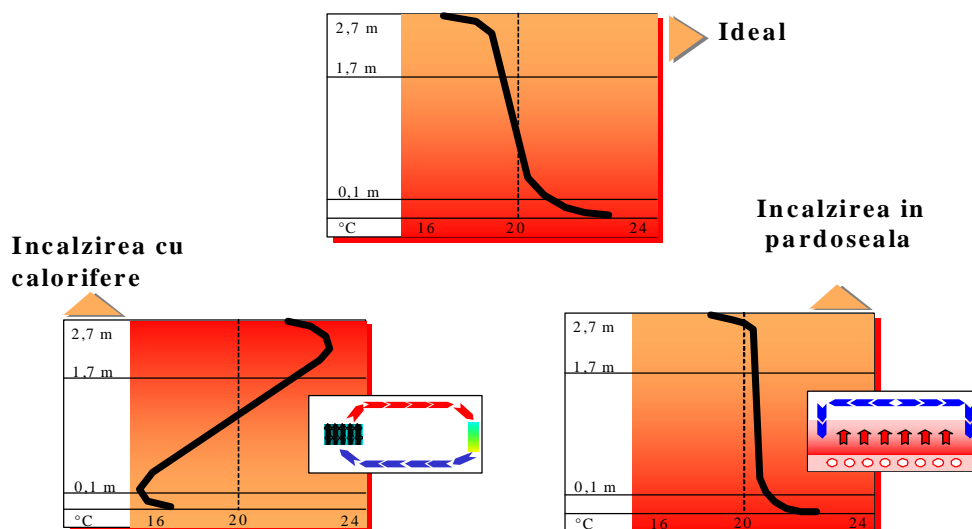 Ideal
2,7 m
1,7 m
0,1 m
°C 16 20 24
Incalzirea cu
calorifere
2,7 m
1,7 m
0,1 m
°C 16 20 24
Incalzirea in
pardoseala
2,7 m
1,7 m
0,1 m
°C 16 20 24